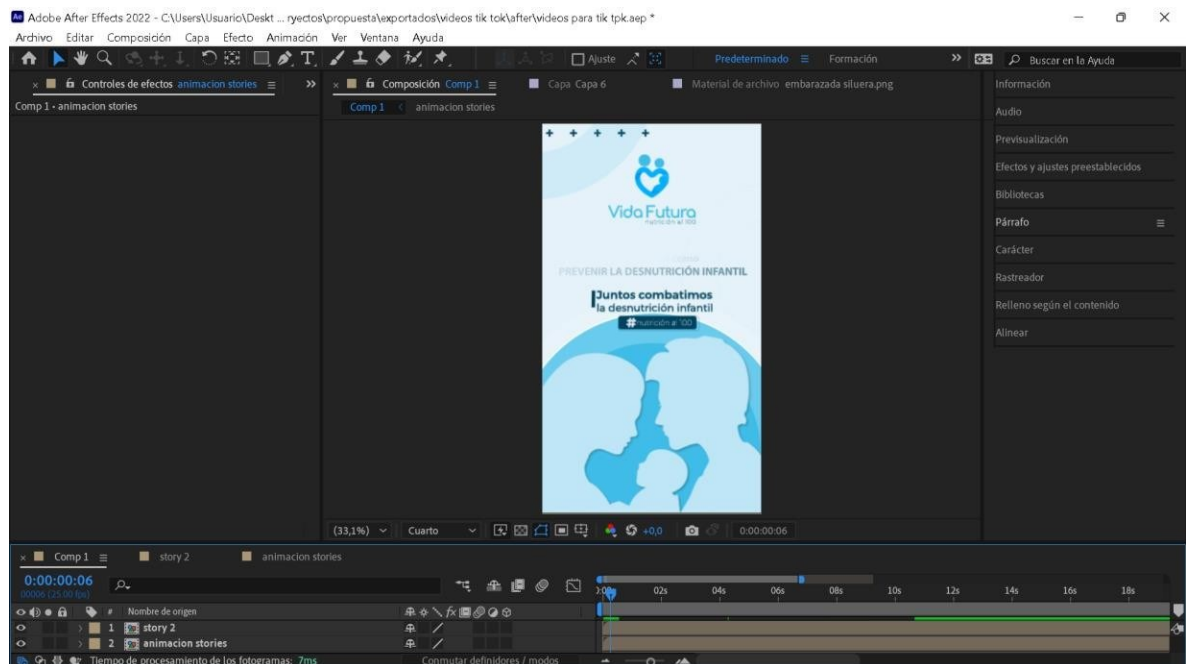 Adobe After Effects 2022 - C:\Users\Usuario\Deskt ... ryectos\propuesta\exportados\videos tik tok\after\videos para tik tpk.aep *
Archivo Editar Composición Capa Efecto Animación Ver Ventana Ayuda
Ajuste Predeterminado Formación Buscar en la Ayuda
Controles de efectos animacion stories
Composición Comp 1 Capa Capa 6 Material de archivo embarazada siluera.png
Comp 1 • animacion stories
Comp 1 animacion stories
Información
Audio
Previsualización
Efectos y ajustes preestablecidos
Bibliotecas
Párrafo
Carácter
Rastreador
Relleno según el contenido
Alinear
Vida Futura
nutrición al 100
PREVENIR LA DESNUTRICIÓN INFANTIL
Juntos combatimos
la desnutrición infantil
#nutrición al 100
(33,1%) Cuarto +0,0 0:00:00:06
Comp 1 story 2 animacion stories
0:00:00:06
00006 (25.00 fps)
02s 04s 06s 08s 10s 12s 14s 16s 18s
# Nombre de origen
1 story 2
2 animacion stories
Tiempo de procesamiento de los fotogramas: 7ms Conmutar definidores / modos